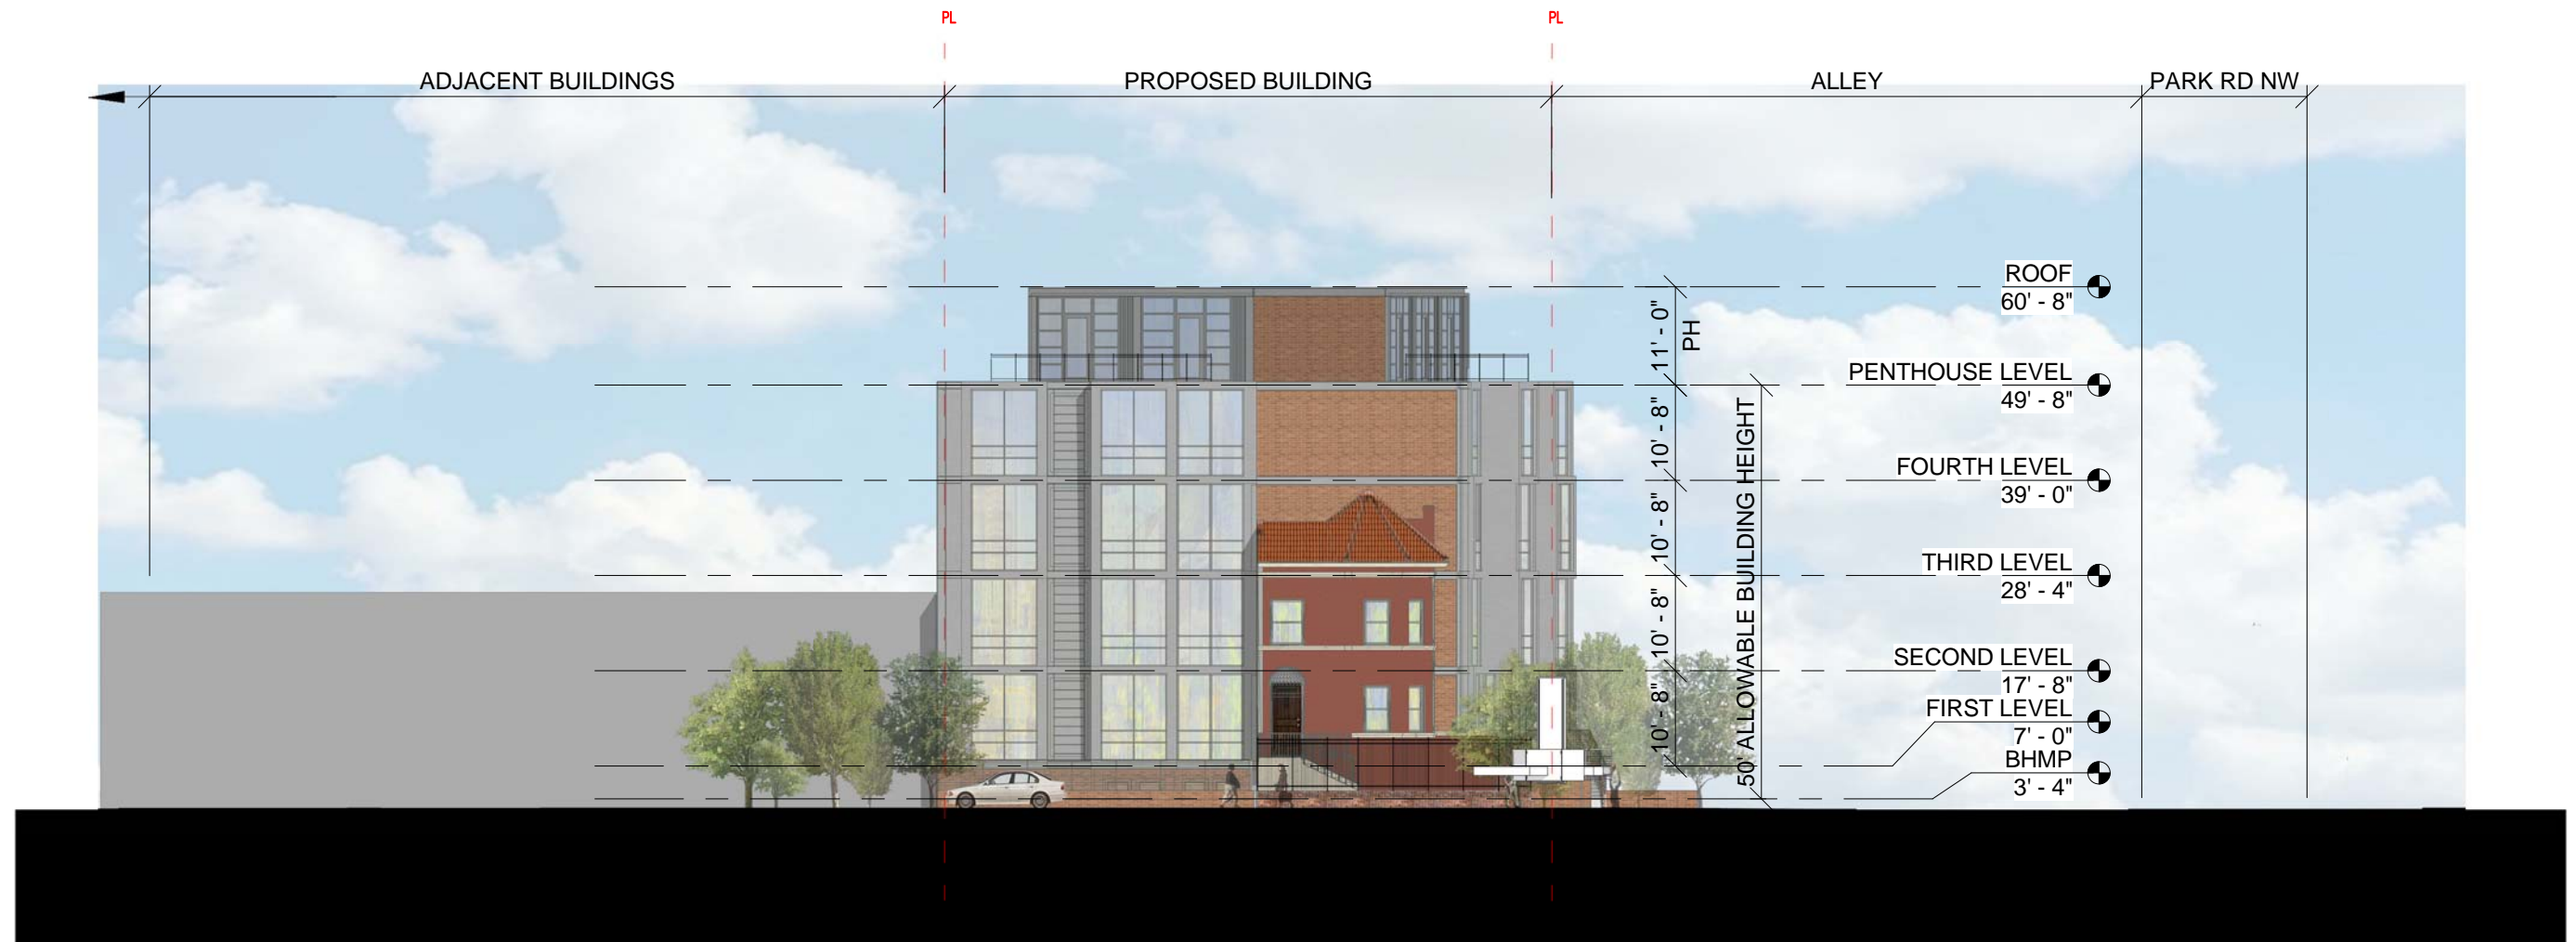 PL
PL
ADJACENT BUILDINGS
PROPOSED BUILDING
ALLEY
PARK RD NW
ROOF
60' - 8"
11' - 0"
PH
PENTHOUSE LEVEL
49' - 8"
10' - 8"
FOURTH LEVEL
39' - 0"
10' - 8"
THIRD LEVEL
28' - 4"
10' - 8"
50' ALLOWABLE BUILDING HEIGHT
SECOND LEVEL
17' - 8"
10' - 8"
FIRST LEVEL
7' - 0"
BHMP
3' - 4"